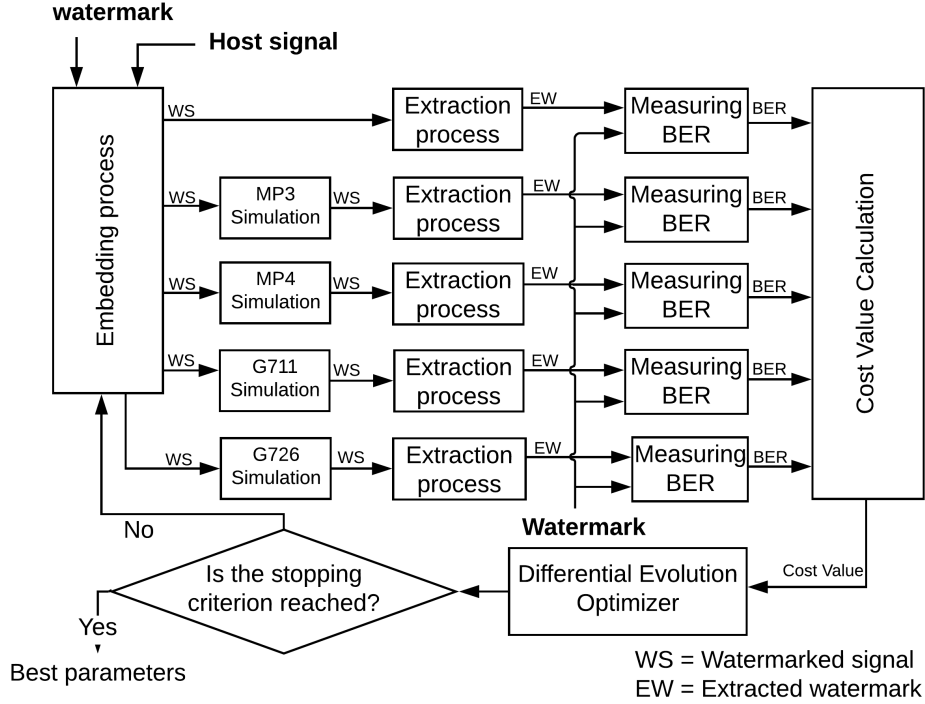 watermark
Host signal
Embedding process
WS
Extraction
process
EW
Measuring
BER
BER
Cost Value Calculation
WS
MP3
Simulation
WS
Extraction
process
EW
Measuring
BER
BER
WS
MP4
Simulation
WS
Extraction
process
EW
Measuring
BER
BER
WS
G711
Simulation
WS
Extraction
process
EW
Measuring
BER
BER
WS
G726
Simulation
WS
Extraction
process
EW
Measuring
BER
BER
Watermark
No
Is the stopping
criterion reached?
Differential Evolution
Optimizer
Cost Value
Yes
Best parameters
WS = Watermarked signal
EW = Extracted watermark